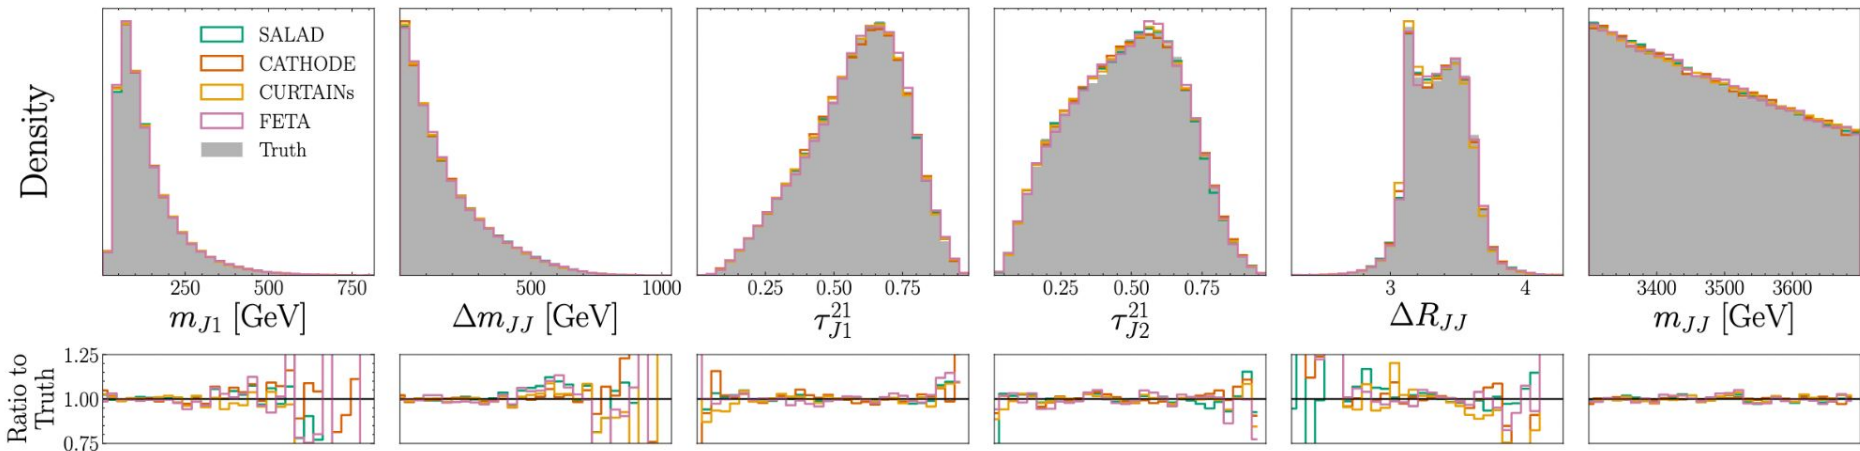 Density
SALAD
CATHODE
CURTAINs
FETA
Truth
250 500 750
500 1000
0.25 0.50 0.75
0.25 0.50 0.75
3 4
3400 3500 3600
m_{J1} [GeV]
Δm_{JJ} [GeV]
τ_{J1}^{21}
τ_{J2}^{21}
ΔR_{JJ}
m_{JJ} [GeV]
Ratio to
Truth
1.25
1.00
0.75